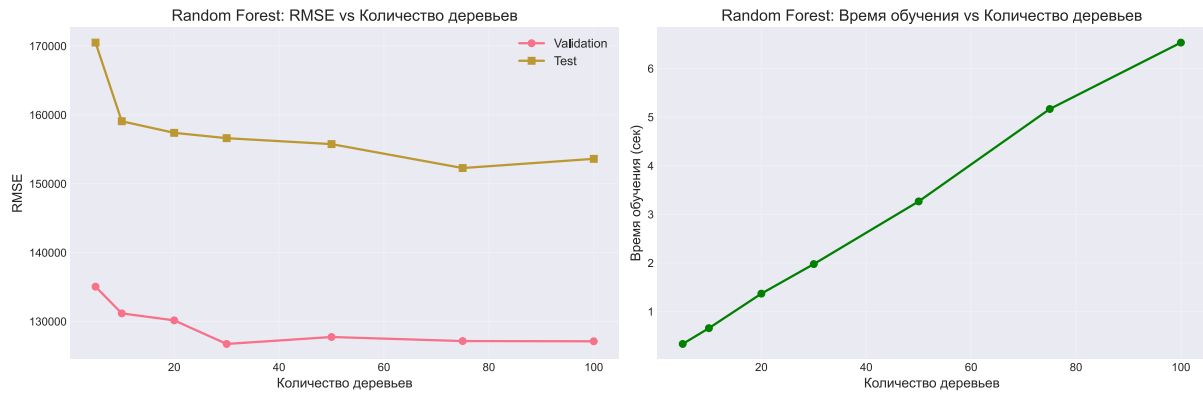 Random Forest: RMSE vs Количество деревьев
170000
160000
150000
140000
130000
RMSE
Validation
Test
20
40
60
80
100
Количество деревьев
Random Forest: Время обучения vs Количество деревьев
6
5
4
3
2
1
Время обучения (сек)
20
40
60
80
100
Количество деревьев